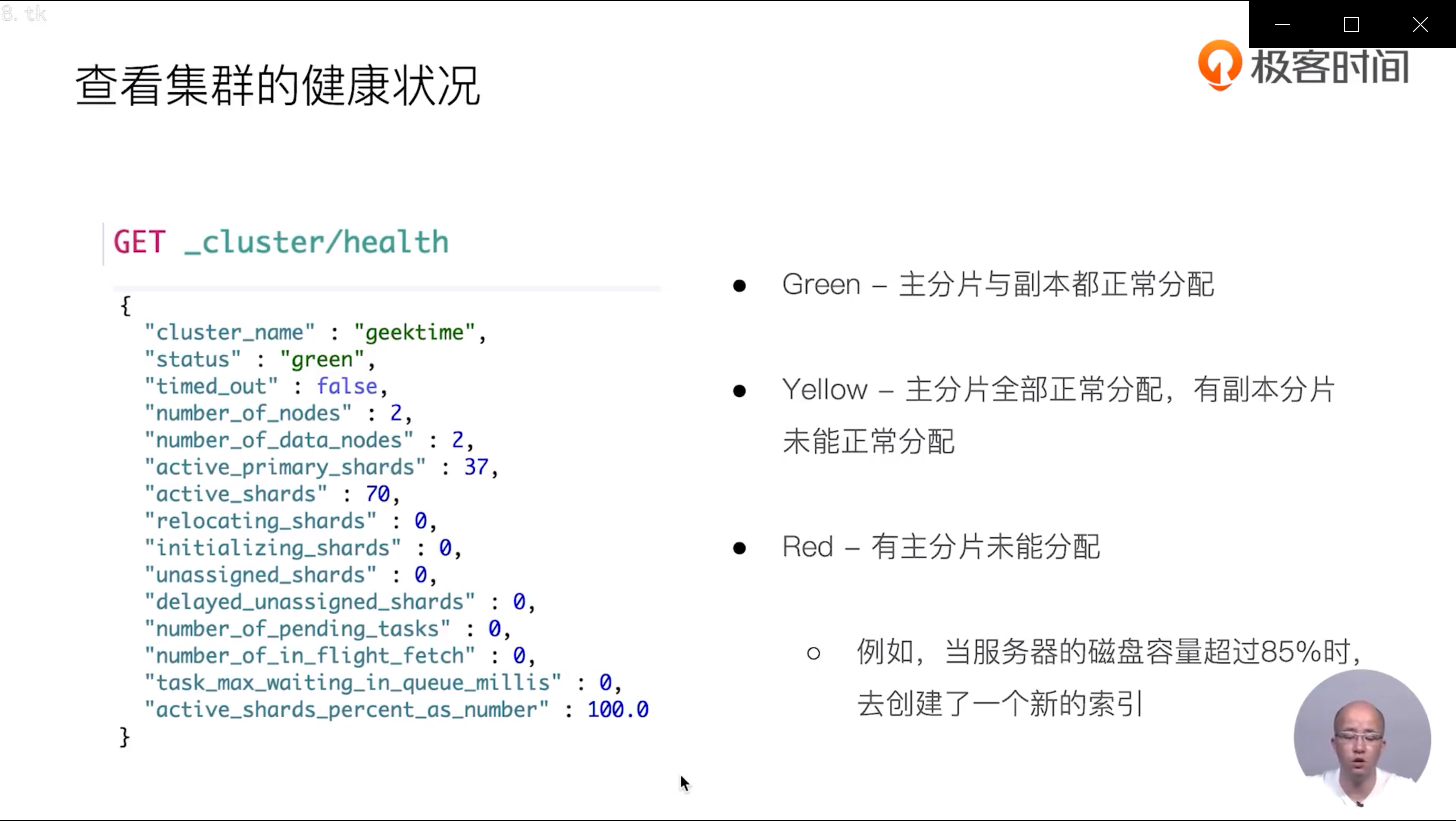 8. tk
极客时间
查看集群的健康状况
GET _cluster/health
{
"cluster_name" : "geektime",
"status" : "green",
"timed_out" : false,
"number_of_nodes" : 2,
"number_of_data_nodes" : 2,
"active_primary_shards" : 37,
"active_shards" : 70,
"relocating_shards" : 0,
"initializing_shards" : 0,
"unassigned_shards" : 0,
"delayed_unassigned_shards" : 0,
"number_of_pending_tasks" : 0,
"number_of_in_flight_fetch" : 0,
"task_max_waiting_in_queue_millis" : 0,
"active_shards_percent_as_number" : 100.0
}
● Green – 主分片与副本都正常分配
● Yellow – 主分片全部正常分配，有副本分片
未能正常分配
● Red – 有主分片未能分配
○ 例如，当服务器的磁盘容量超过85%时，
去创建了一个新的索引